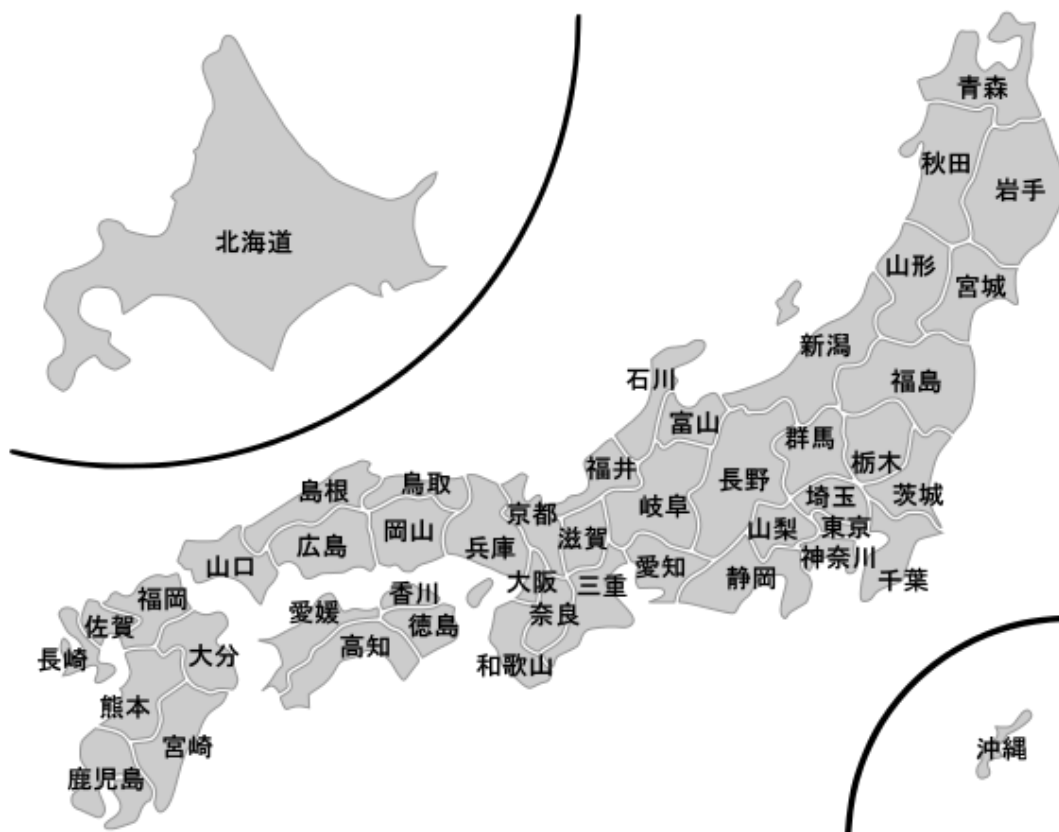 青森
秋田
岩手
北海道
山形
宮城
新潟
石川
福島
富山
群馬
福井
栃木
長野
島根
鳥取
茨城
埼玉
岐阜
京都
山梨
東京
岡山
滋賀
広島
兵庫
神奈川
山口
愛知
静岡
千葉
大阪
三重
香川
福岡
愛媛
奈良
徳島
佐賀
高知
大分
長崎
和歌山
熊本
宮崎
沖縄
鹿児島